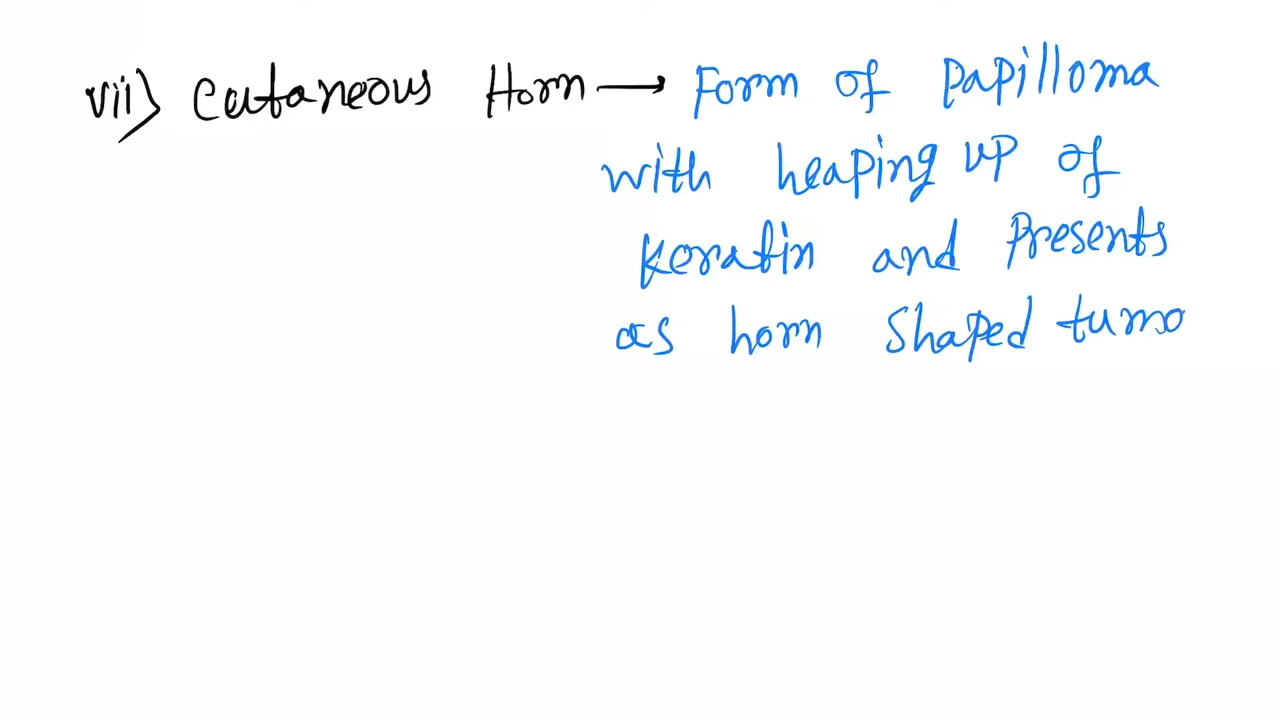 vii) Cutaneous Horn → Form of Papilloma
with heaping up of
Keratin and Presents
as horn shaped tumo